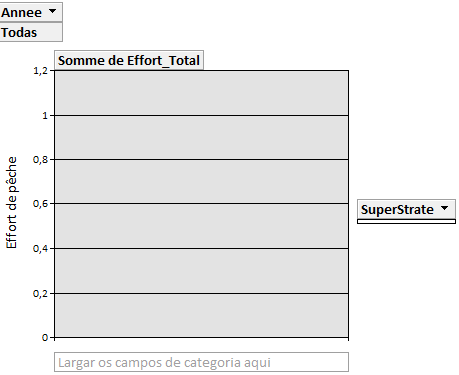 Annee
Todas
Somme de Effort_Total
1,2
1
0,8
0,6
0,4
0,2
0
Effort de pêche
SuperStrate
Largar os campos de categoria aqui